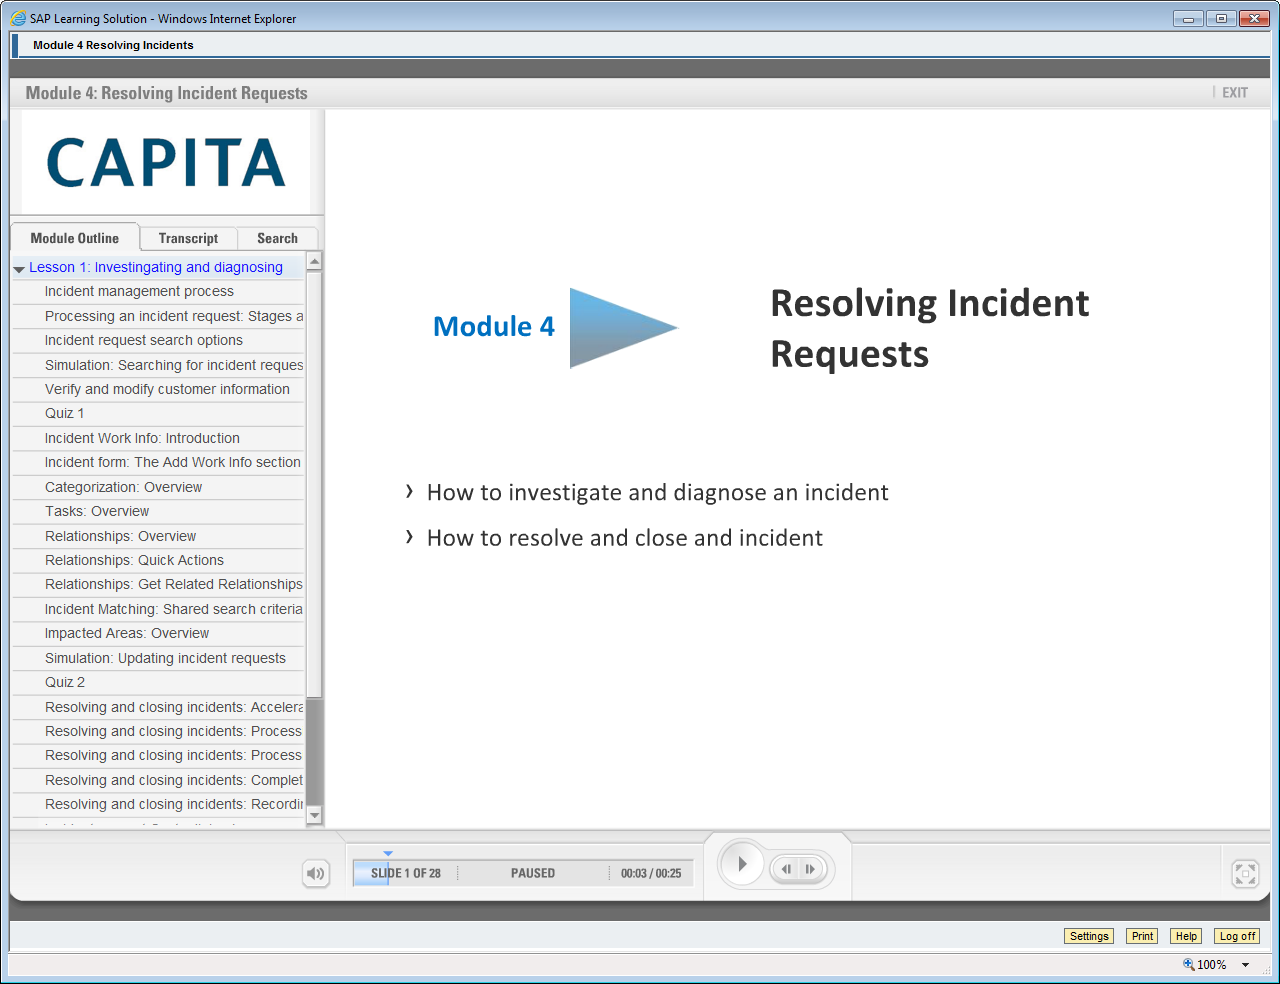 SAP Learning Solution - Windows Internet Explorer
Module 4 Resolving Incidents
Module 4: Resolving Incident Requests
EXIT
CAPITA
Module Outline
Transcript
Search
Lesson 1: Investingating and diagnosing
Incident management process
Processing an incident request: Stages a
Incident request search options
Simulation: Searching for incident reques
Verify and modify customer information
Quiz 1
Incident Work Info: Introduction
Incident form: The Add Work Info section
Categorization: Overview
Tasks: Overview
Relationships: Overview
Relationships: Quick Actions
Relationships: Get Related Relationships
Incident Matching: Shared search criteria
Impacted Areas: Overview
Simulation: Updating incident requests
Quiz 2
Resolving and closing incidents: Accelera
Resolving and closing incidents: Process
Resolving and closing incidents: Process
Resolving and closing incidents: Complet
Resolving and closing incidents: Recordin
Module 4
Resolving Incident
Requests
› How to investigate and diagnose an incident
› How to resolve and close and incident
SLIDE 1 OF 28
PAUSED
00:03 / 00:25
Settings
Print
Help
Log off
100%